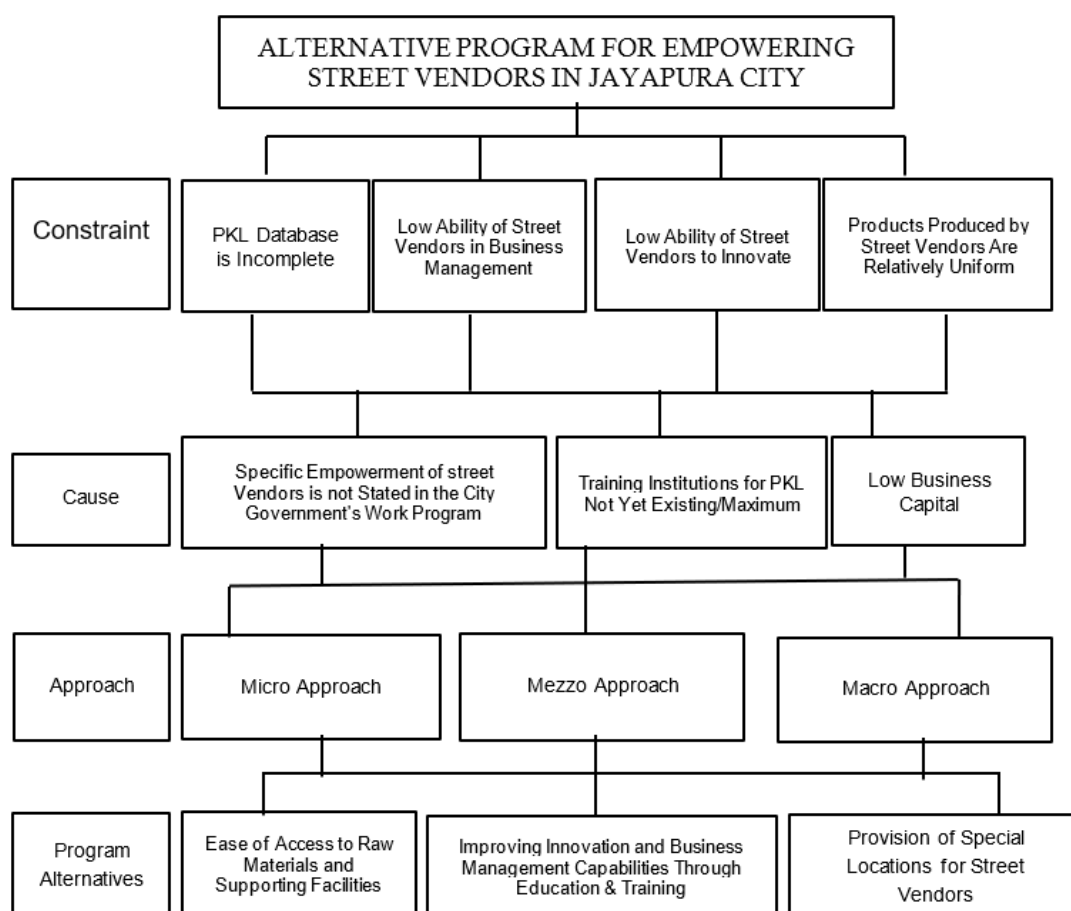 ALTERNATIVE PROGRAM FOR EMPOWERING
STREET VENDORS IN JAYAPURA CITY
Constraint
PKL Database
is Incomplete
Low Ability of Street
Vendors in Business
Management
Low Ability of Street
Vendors to Innovate
Products Produced by
Street Vendors Are
Relatively Uniform
Cause
Specific Empowerment of street
Vendors is not Stated in the City
Government's Work Program
Training Institutions for PKL
Not Yet Existing/Maximum
Low Business
Capital
Approach
Micro Approach
Mezzo Approach
Macro Approach
Program
Alternatives
Ease of Access to Raw
Materials and
Supporting Facilities
Improving Innovation and Business
Management Capabilities Through
Education & Training
Provision of Special
Locations for Street
Vendors